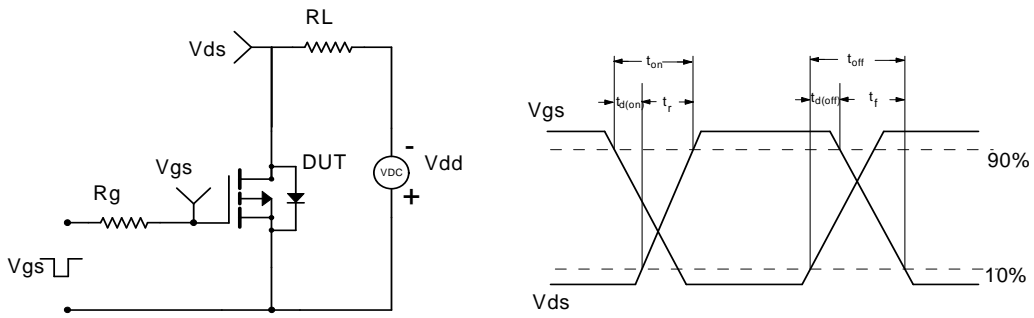 RL
Vds
Vgs
DUT
-
Vdd
VDC
+
Rg
Vgs
ton
toff
td(on)
tr
td(off)
tf
Vgs
90%
10%
Vds